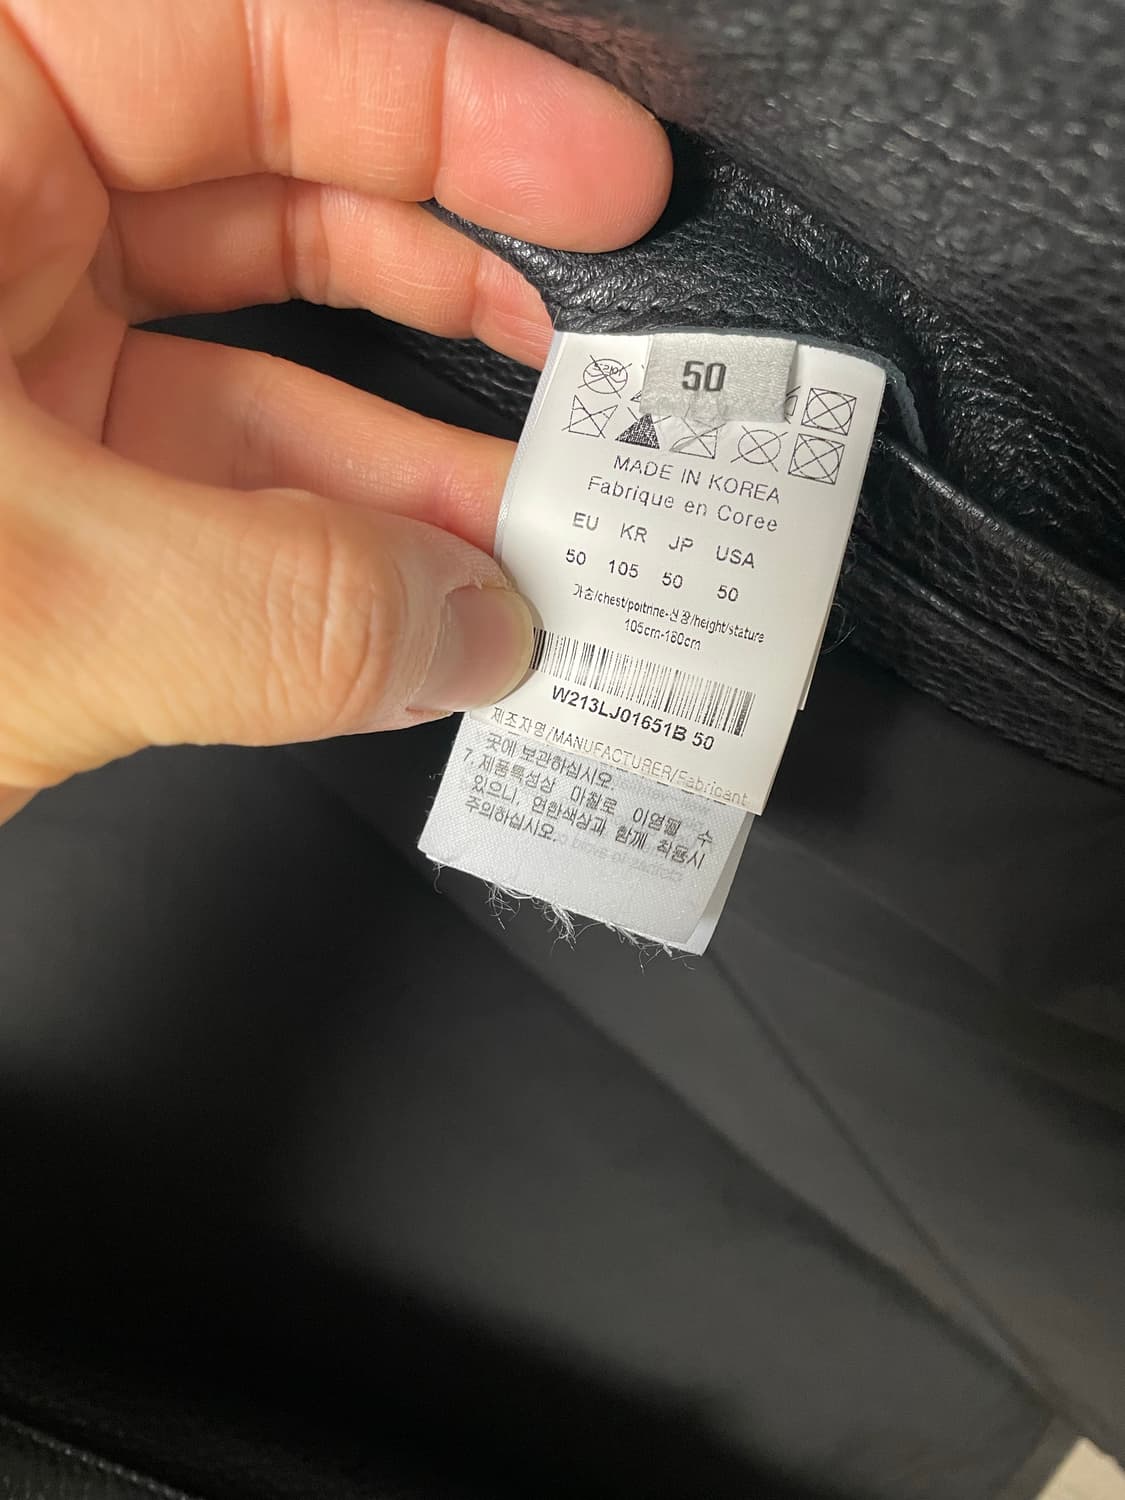 50
드라이
MADE IN KOREA
Fabrique en Coree
EU KR JP USA
50 105 50 50
가슴/chest/poitrine-신장/height/stature
105cm-180cm
W213LJ01651B 50
제조자명/MANUFACTURER/Fabricant
곳에 보관하십시오.
7. 제품특성상 마찰로 이염될 수
있으니, 연한색상과 함께 착용시
주의하십시오.